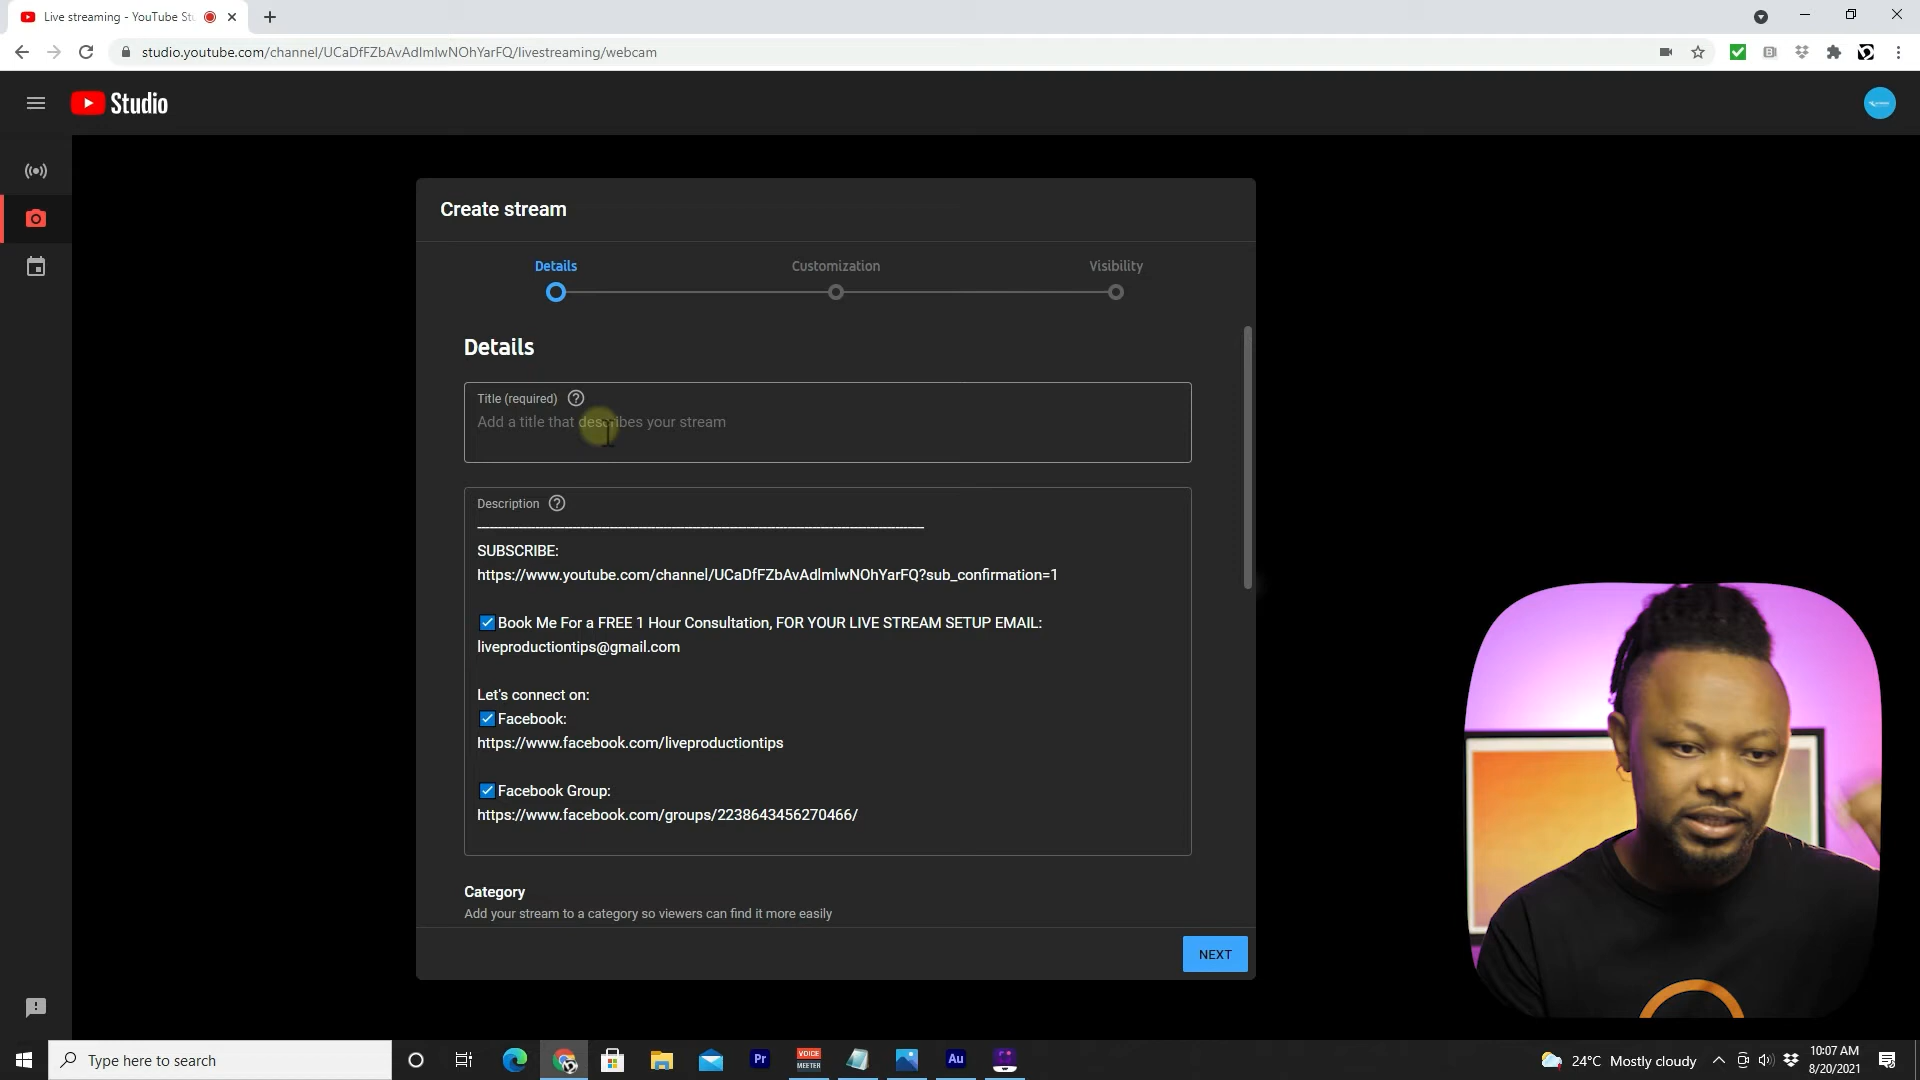 Live streaming - YouTube Stu
studio.youtube.com/channel/UCaDfFZbAvAdlmlwNOhYarFQ/livestreaming/webcam
Studio
Create stream
Details
Customization
Visibility
Details
Title (required)
Add a title that describes your stream
Description
SUBSCRIBE:
https://www.youtube.com/channel/UCaDfFZbAvAdlmlwNOhYarFQ?sub_confirmation=1
Book Me For a FREE 1 Hour Consultation, FOR YOUR LIVE STREAM SETUP EMAIL:
liveproductiontips@gmail.com
Let's connect on:
Facebook:
https://www.facebook.com/liveproductiontips
Facebook Group:
https://www.facebook.com/groups/2238643456270466/
Category
Add your stream to a category so viewers can find it more easily
NEXT
Type here to search
Pr
VOICE
MEETER
Au
24°C Mostly cloudy
10:07 AM
8/20/2021